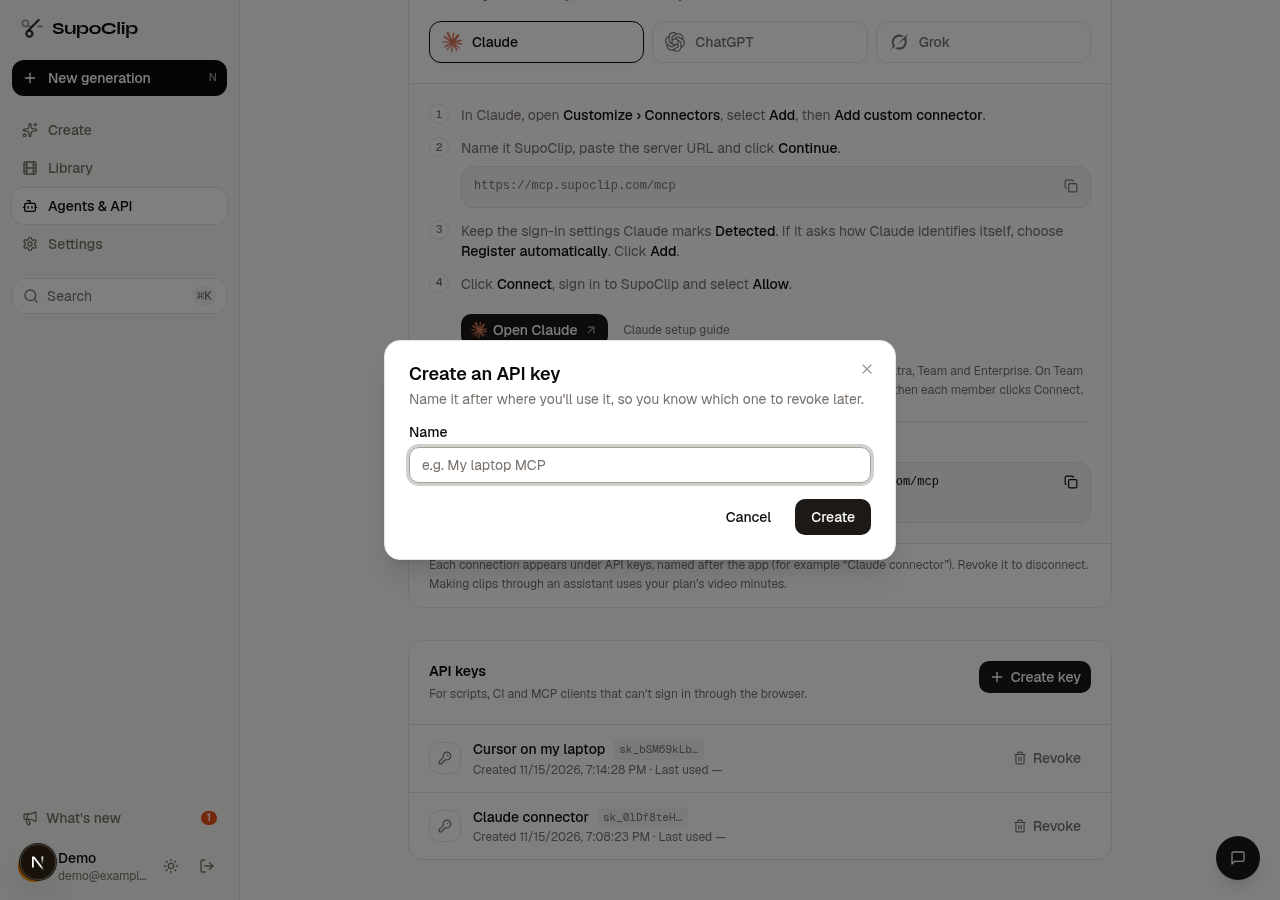 SupoClip
New generation N
Create
Library
Agents & API
Settings
Search ⌘K
Claude
ChatGPT
Grok
1 In Claude, open Customize › Connectors, select Add, then Add custom connector.
2 Name it SupoClip, paste the server URL and click Continue.
https://mcp.supoclip.com/mcp
3 Keep the sign-in settings Claude marks Detected. If it asks how Claude identifies itself, choose
Register automatically. Click Add.
4 Click Connect, sign in to SupoClip and select Allow.
Open Claude
Claude setup guide
Team and Enterprise. On Team
then each member clicks Connect.
Create an API key
Name it after where you'll use it, so you know which one to revoke later.
Name
e.g. My laptop MCP
Cancel
Create
om/mcp
Each connection appears under API keys, named after the app (for example “Claude connector”). Revoke it to disconnect.
Making clips through an assistant uses your plan's video minutes.
API keys
For scripts, CI and MCP clients that can't sign in through the browser.
Create key
Cursor on my laptop sk_bSM69kLb…
Created 11/15/2026, 7:14:28 PM · Last used —
Revoke
Claude connector sk_0lDf8teH…
Created 11/15/2026, 7:08:23 PM · Last used —
Revoke
What's new 1
N
Demo
demo@exampl…